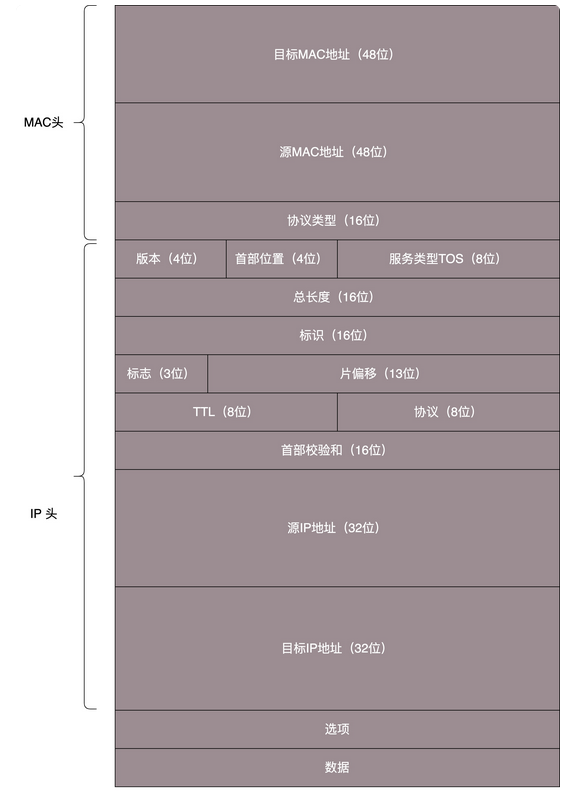 目标MAC地址（48位）
MAC头
源MAC地址（48位）
协议类型（16位）
版本（4位）
首部位置（4位）
服务类型TOS（8位）
总长度（16位）
标识（16位）
标志（3位）
片偏移（13位）
TTL（8位）
协议（8位）
首部校验和（16位）
IP 头
源IP地址（32位）
目标IP地址（32位）
选项
数据